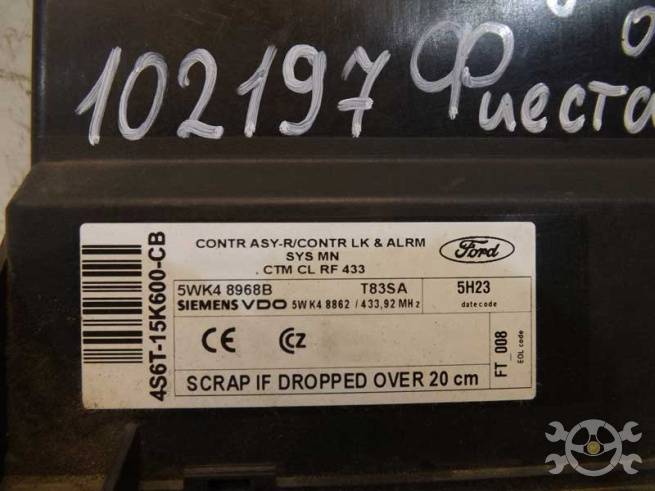 102197 Фиеста
CONTR ASY-R/CONTR LK & ALRM
SYS MN
. CTM CL RF 433
Ford
5WK4 8968B T83SA
SIEMENS VDO 5WK4 8862 / 433,92 MHz
5H23
datecode
CE CCZ
FT_008
EOL code
SCRAP IF DROPPED OVER 20 cm
4S6T-15K600-CB